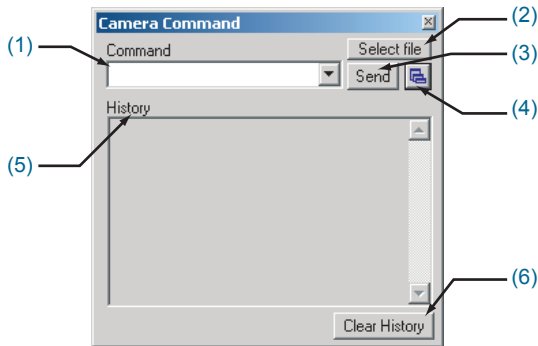 Camera Command
(2)
(1)
Command
Select file
(3)
Send
(4)
History
(5)
(6)
Clear History